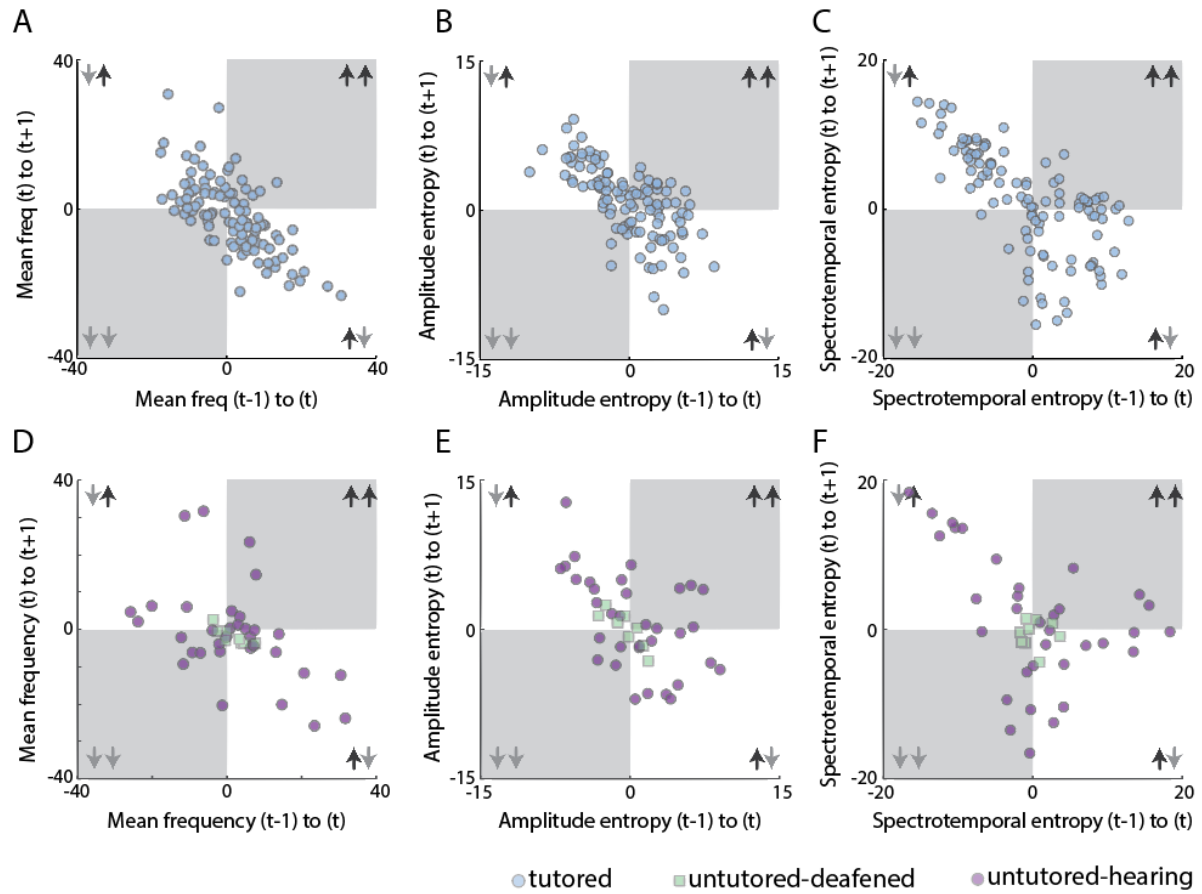 A
B
C
40
Mean freq (t) to (t+1)
0
-40
-40
0
40
Mean freq (t-1) to (t)
15
Amplitude entropy (t) to (t+1)
0
-15
-15
0
15
Amplitude entropy (t-1) to (t)
20
Spectrotemporal entropy (t) to (t+1)
0
-20
-20
0
20
Spectrotemporal entropy (t-1) to (t)
D
E
F
40
Mean frequency (t) to (t+1)
0
-40
-40
0
40
Mean frequency (t-1) to (t)
15
Amplitude entropy (t) to (t+1)
0
-15
-15
0
15
Amplitude entropy (t-1) to (t)
20
Spectrotemporal entropy (t) to (t+1)
0
-20
-20
0
20
Spectrotemporal entropy (t-1) to (t)
tutored
untutored-deafened
untutored-hearing